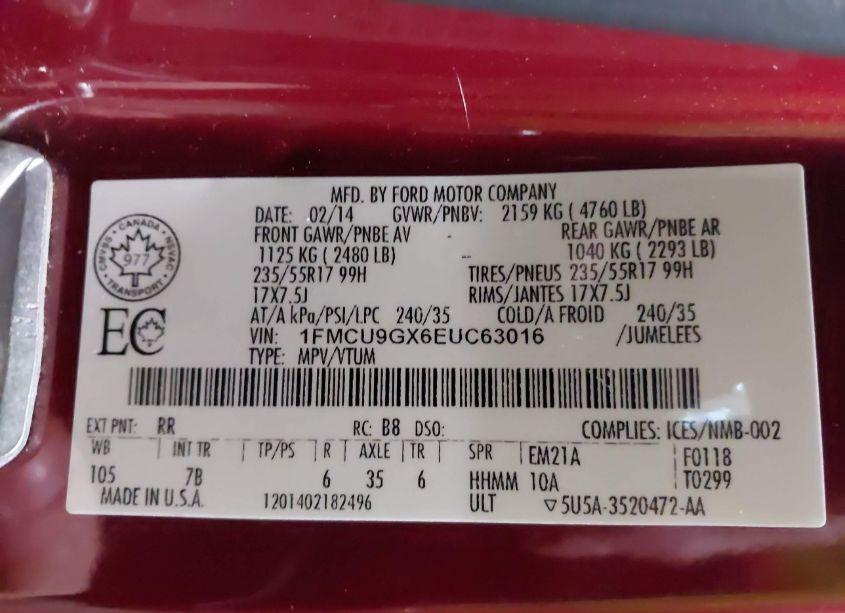 MFD. BY FORD MOTOR COMPANY
DATE: 02/14 GVWR/PNBV: 2159 KG ( 4760 LB)
FRONT GAWR/PNBE AV - REAR GAWR/PNBE AR
1125 KG ( 2480 LB) -- 1040 KG ( 2293 LB)
235/55R17 99H TIRES/PNEUS 235/55R17 99H
17X7.5J RIMS/JANTES 17X7.5J
AT/A kPa/PSI/LPC 240/35 COLD/A FROID 240/35
VIN: 1FMCU9GX6EUC63016 /JUMELEES
TYPE: MPV/VTUM
CANADA
CMVSS NSVAC
977
TRANSPORT
EC
EXT PNT: RR RC: B8 DSO: COMPLIES: ICES/NMB-002
WB INT TR TP/PS R AXLE TR SPR EM21A F0118
105 7B 6 35 6 HHMM 10A T0299
MADE IN U.S.A. 1201402182496 ULT ▽5U5A-3520472-AA